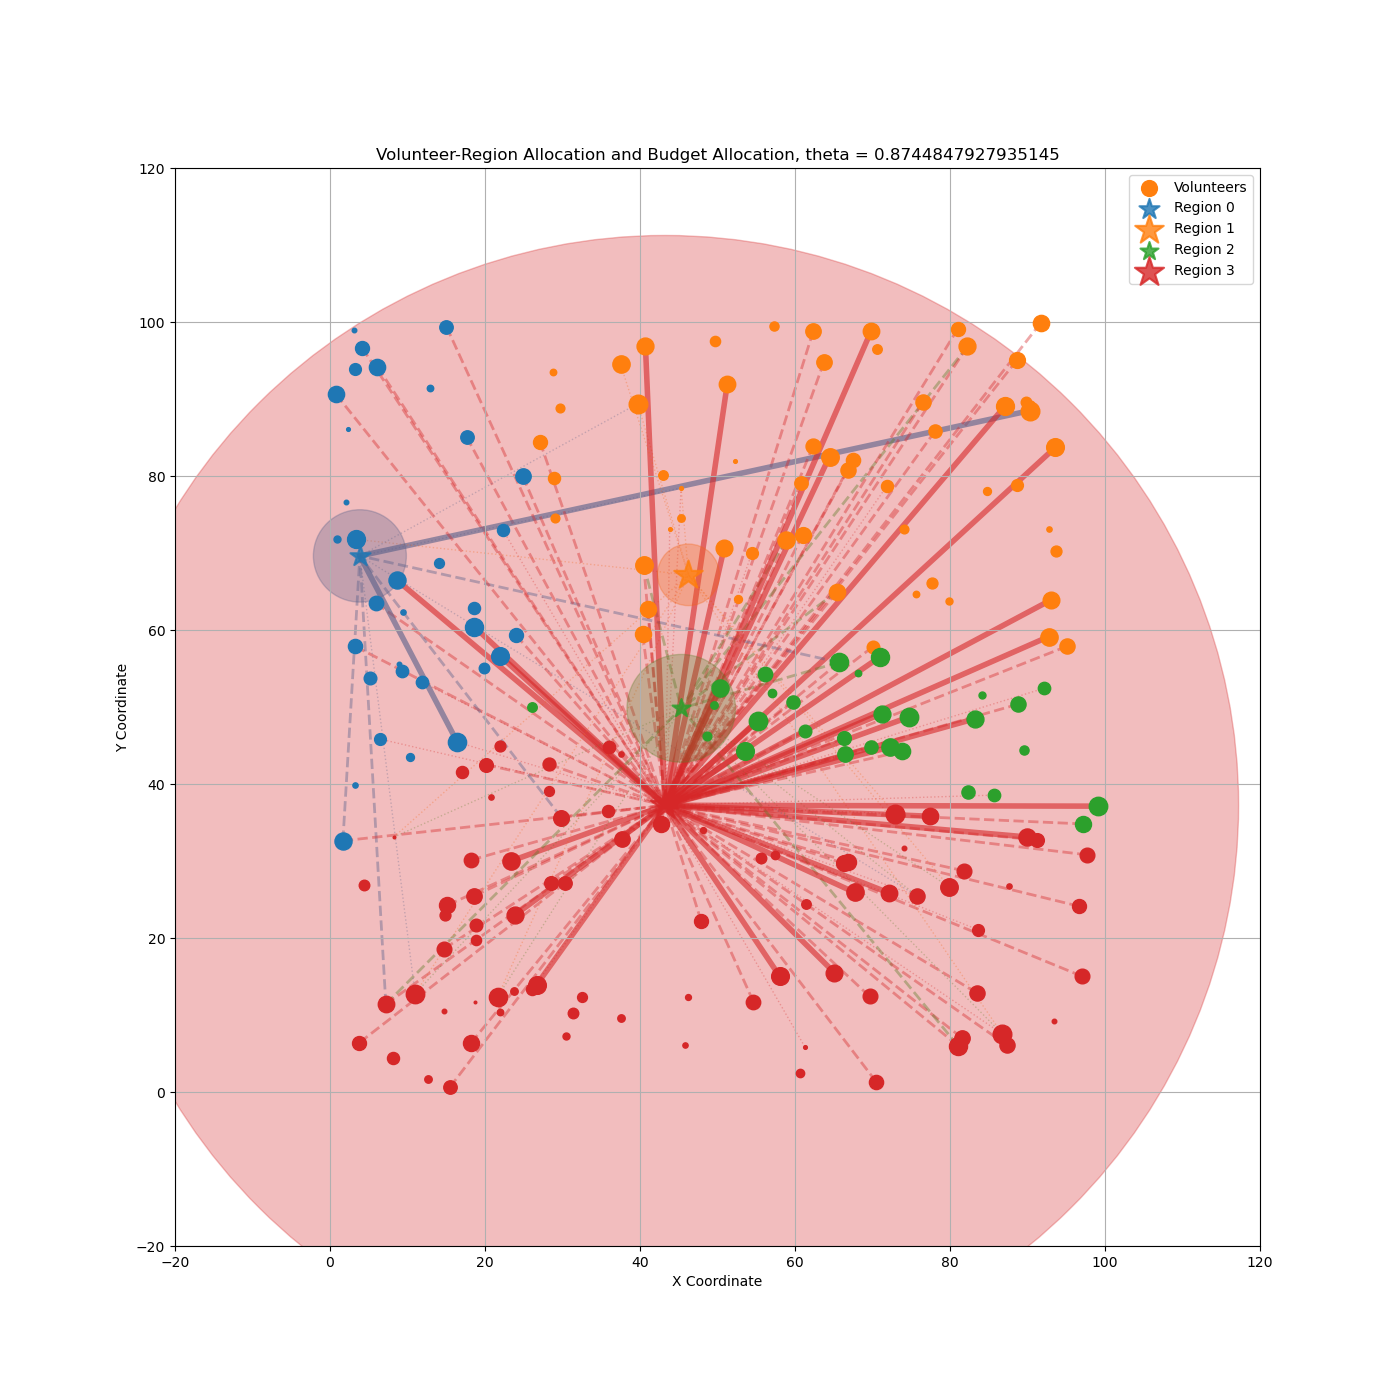 Volunteer-Region Allocation and Budget Allocation, theta = 0.8744847927935145
Volunteers
Region 0
Region 1
Region 2
Region 3
120
100
80
60
40
20
0
−20
Y Coordinate
−20 0 20 40 60 80 100 120
X Coordinate